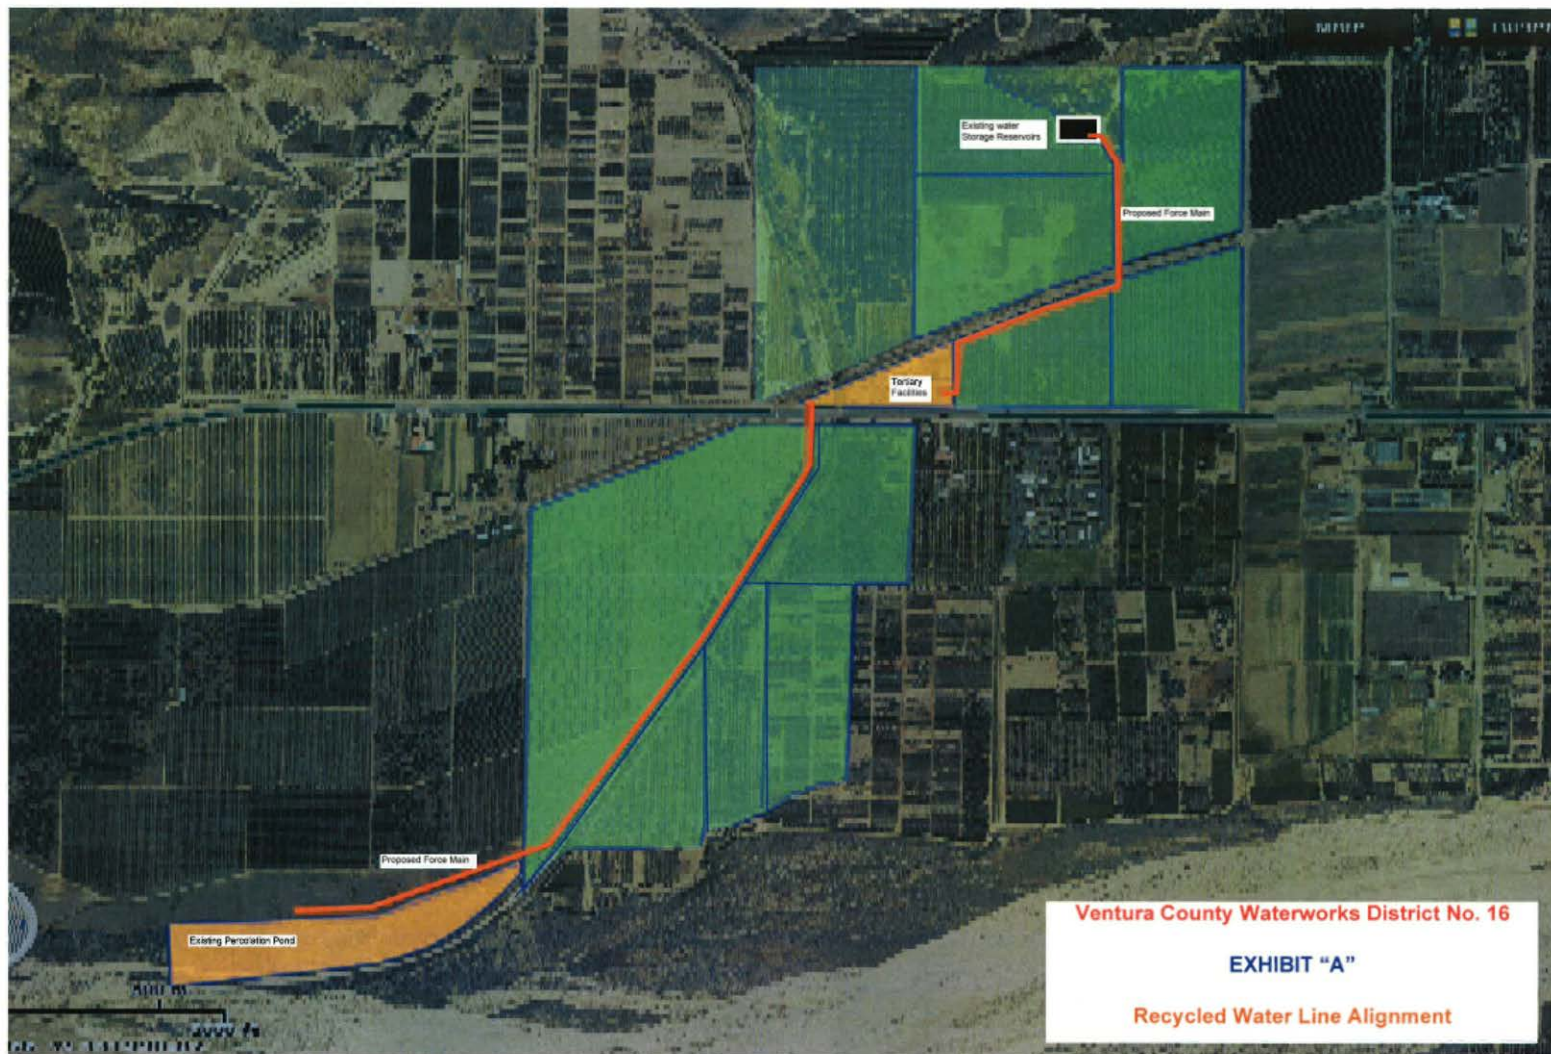 Existing water
Storage Reservoirs
Proposed Force Main
Tertiary
Facilities
Proposed Force Main
Existing Percolation Pond
Ventura County Waterworks District No. 16
EXHIBIT “A”
Recycled Water Line Alignment